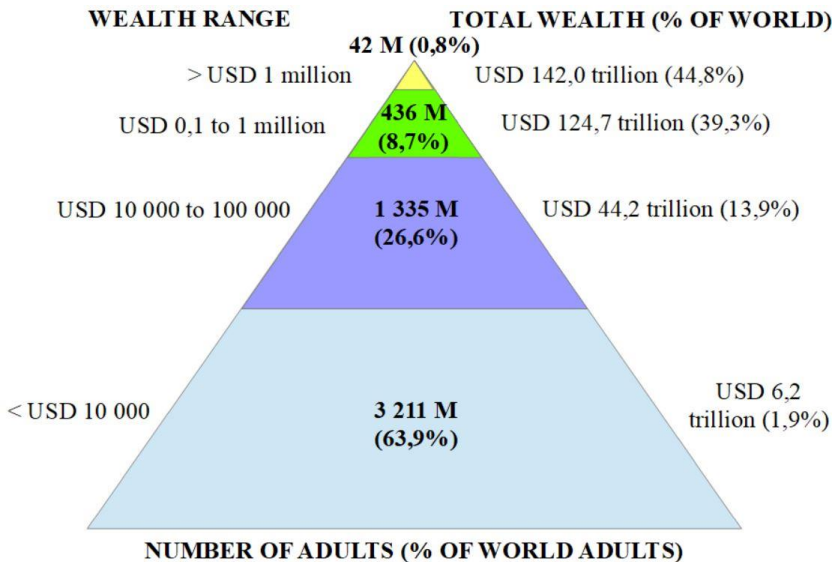 WEALTH RANGE
TOTAL WEALTH (% OF WORLD)
42 M (0,8%)
> USD 1 million
USD 142,0 trillion (44,8%)
USD 0,1 to 1 million
436 M
(8,7%)
USD 124,7 trillion (39,3%)
USD 10 000 to 100 000
1 335 M
(26,6%)
USD 44,2 trillion (13,9%)
< USD 10 000
3 211 M
(63,9%)
USD 6,2
trillion (1,9%)
NUMBER OF ADULTS (% OF WORLD ADULTS)